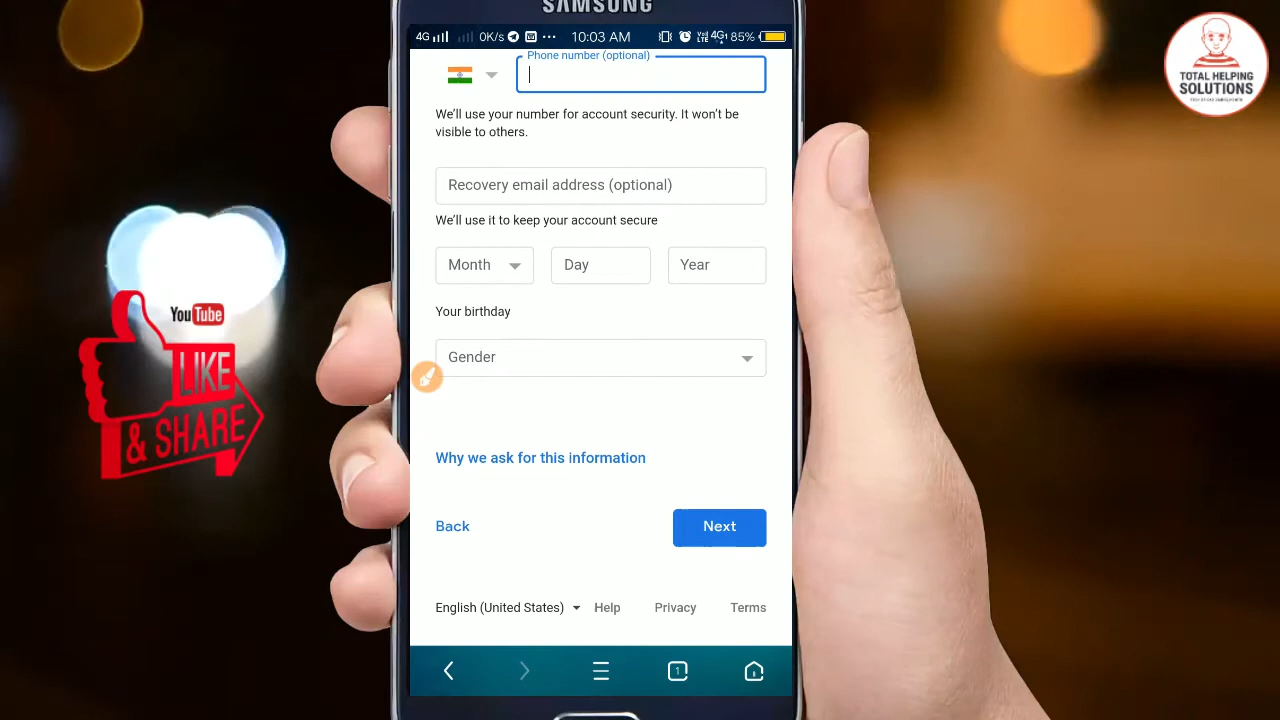 SAMSUNG
4G 0K/s 10:03 AM 4G 85%
Phone number (optional)
We'll use your number for account security. It won't be
visible to others.
Recovery email address (optional)
We'll use it to keep your account secure
Month Day Year
Your birthday
Gender
Why we ask for this information
Back Next
English (United States) Help Privacy Terms
1
YouTube
LIKE
& SHARE
TOTAL HELPING
SOLUTIONS